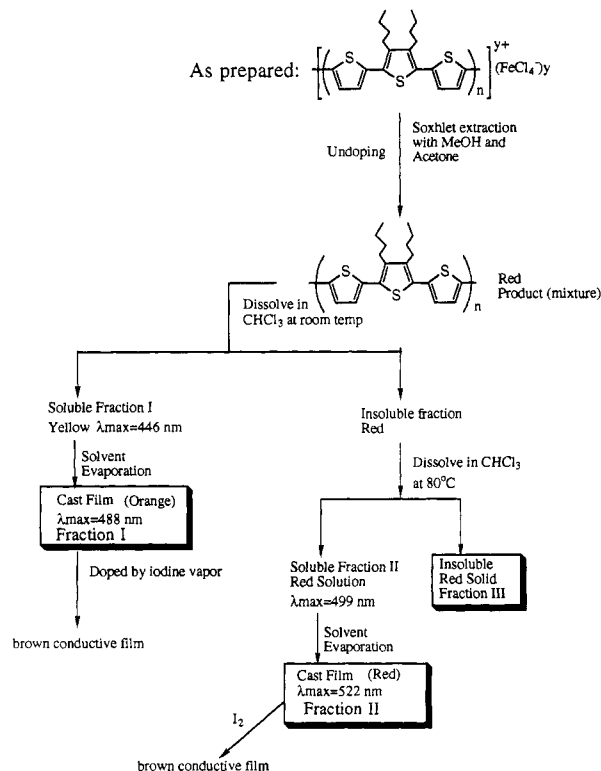 As prepared:
S S S n y+
(FeCl4-)y
Undoping
Soxhlet extraction
with MeOH and
Acetone
S S S n
Red
Product (mixture)
Dissolve in
CHCl3 at room temp
Soluble Fraction I
Yellow λmax=446 nm
Insoluble fraction
Red
Solvent
Evaporation
Dissolve in CHCl3
at 80°C
Cast Film (Orange)
λmax=488 nm
Fraction I
Soluble Fraction II
Red Solution
λmax=499 nm
Insoluble
Red Solid
Fraction III
Doped by iodine vapor
brown conductive film
Solvent
Evaporation
Cast Film (Red)
λmax=522 nm
Fraction II
I2
brown conductive film